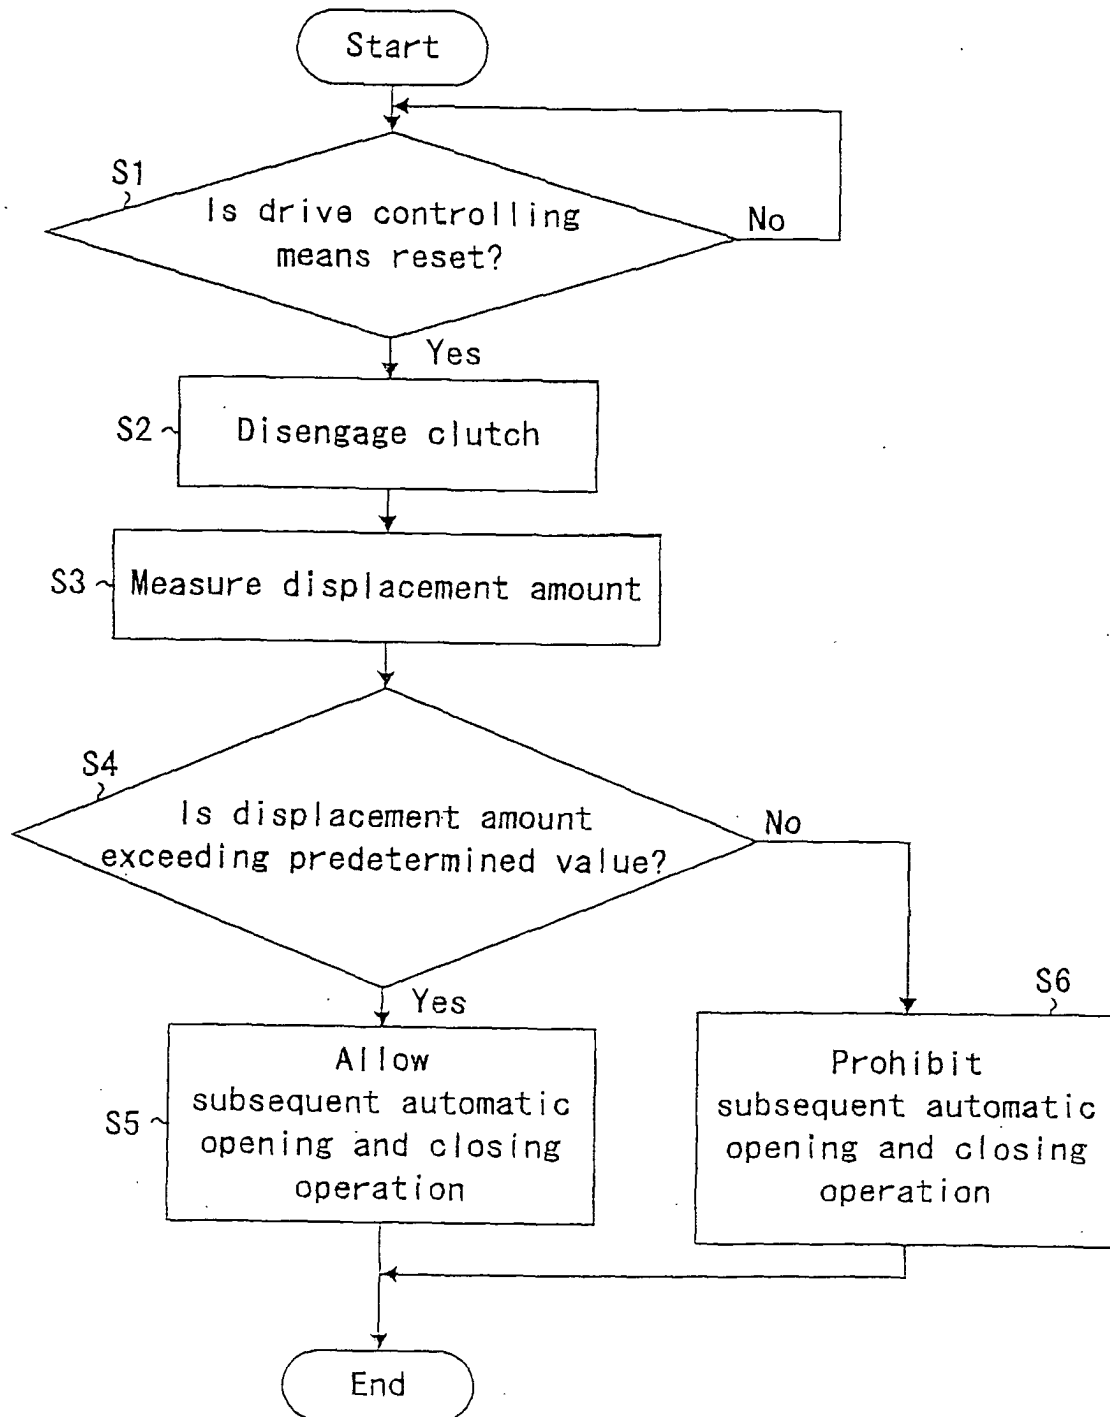 Start
S1
Is drive controlling
means reset?
No
Yes
S2
Disengage clutch
S3
Measure displacement amount
S4
Is displacement amount
exceeding predetermined value?
No
Yes
S5
Allow
subsequent automatic
opening and closing
operation
S6
Prohibit
subsequent automatic
opening and closing
operation
End